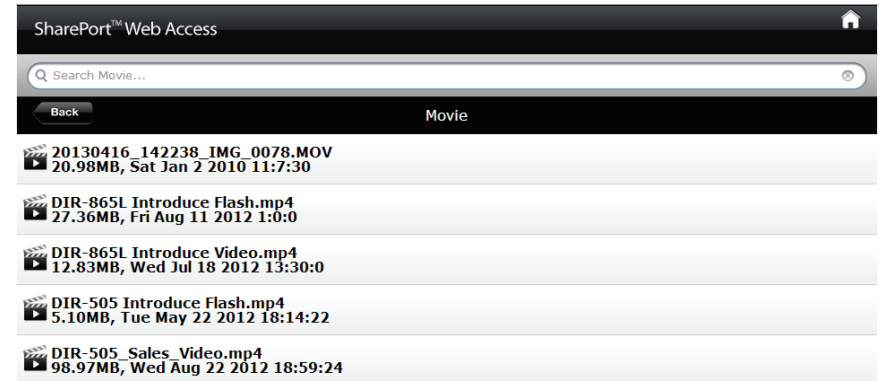 SharePort™ Web Access
Search Movie...
Back
Movie
20130416_142238_IMG_0078.MOV
20.98MB, Sat Jan 2 2010 11:7:30
DIR-865L Introduce Flash.mp4
27.36MB, Fri Aug 11 2012 1:0:0
DIR-865L Introduce Video.mp4
12.83MB, Wed Jul 18 2012 13:30:0
DIR-505 Introduce Flash.mp4
5.10MB, Tue May 22 2012 18:14:22
DIR-505_Sales_Video.mp4
98.97MB, Wed Aug 22 2012 18:59:24